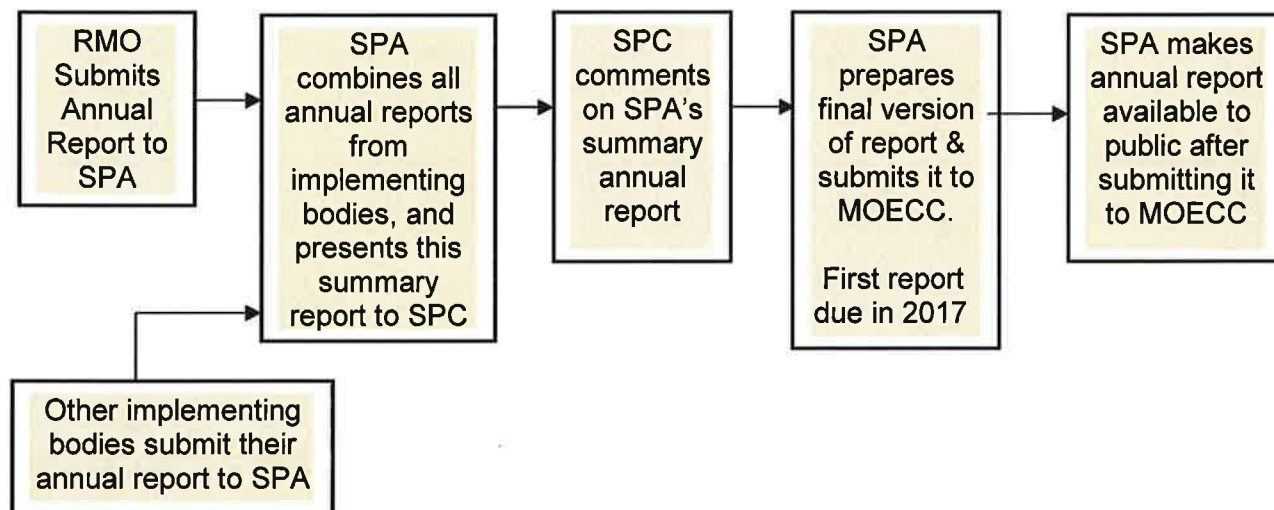 RMO
Submits
Annual
Report to
SPA
SPA
combines all
annual reports
from
implementing
bodies, and
presents this
summary
report to SPC
SPC
comments
on SPA's
summary
annual
report
SPA
prepares
final version
of report &
submits it to
MOECC.
First report
due in 2017
SPA makes
annual report
available to
public after
submitting it
to MOECC
Other implementing
bodies submit their
annual report to SPA